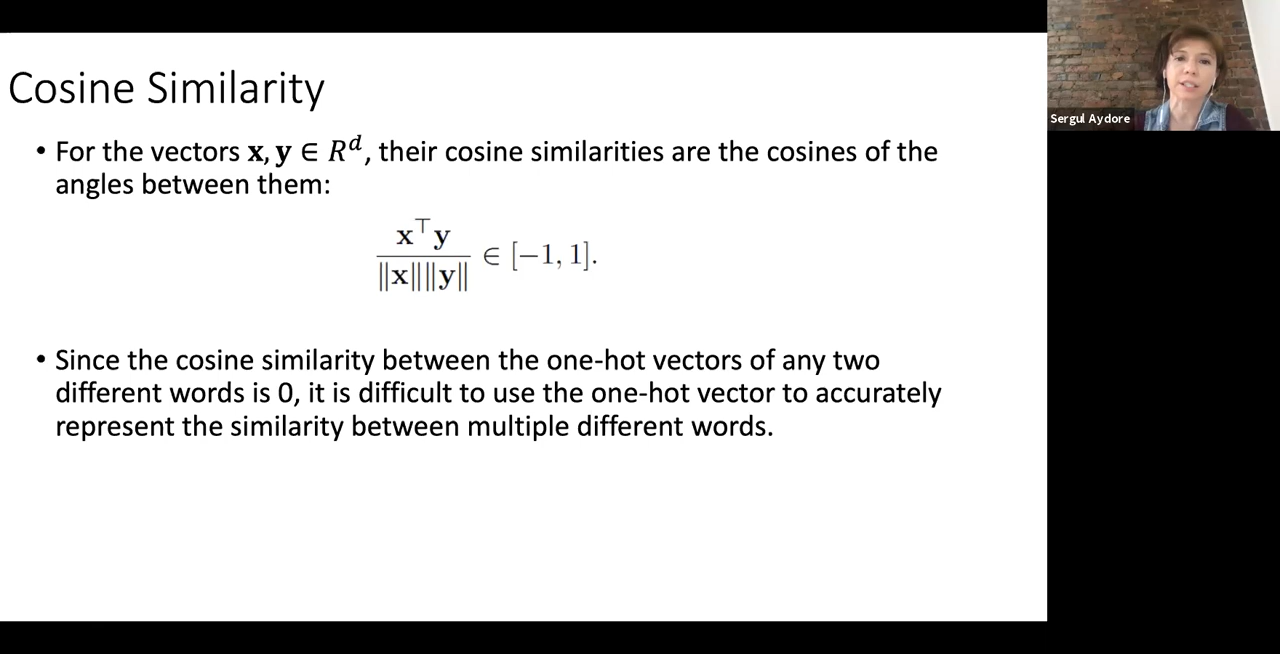 Cosine Similarity
• For the vectors x, y ∈ R^d, their cosine similarities are the cosines of the
angles between them:
x^⊤y / ‖x‖‖y‖ ∈ [−1, 1].
• Since the cosine similarity between the one-hot vectors of any two
different words is 0, it is difficult to use the one-hot vector to accurately
represent the similarity between multiple different words.
Sergul Aydore